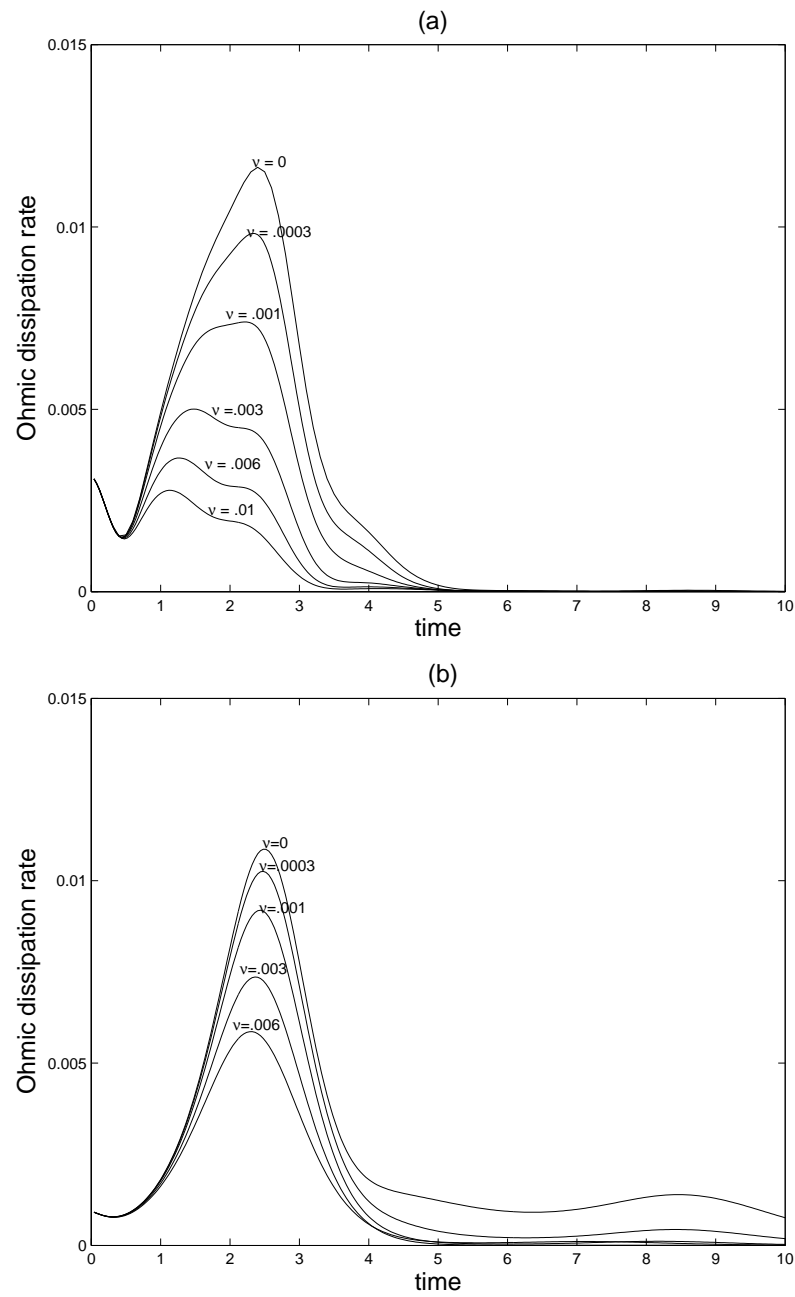 (a)
0.015
ν = 0
0.01
ν = .0003
ν = .001
0.005
ν =.003
ν = .006
ν = .01
0
0 1 2 3 4 5 6 7 8 9 10
time
Ohmic dissipation rate
(b)
0.015
ν=0
ν=.0003
0.01
ν=.001
ν=.003
ν=.006
0.005
0
0 1 2 3 4 5 6 7 8 9 10
time
Ohmic dissipation rate